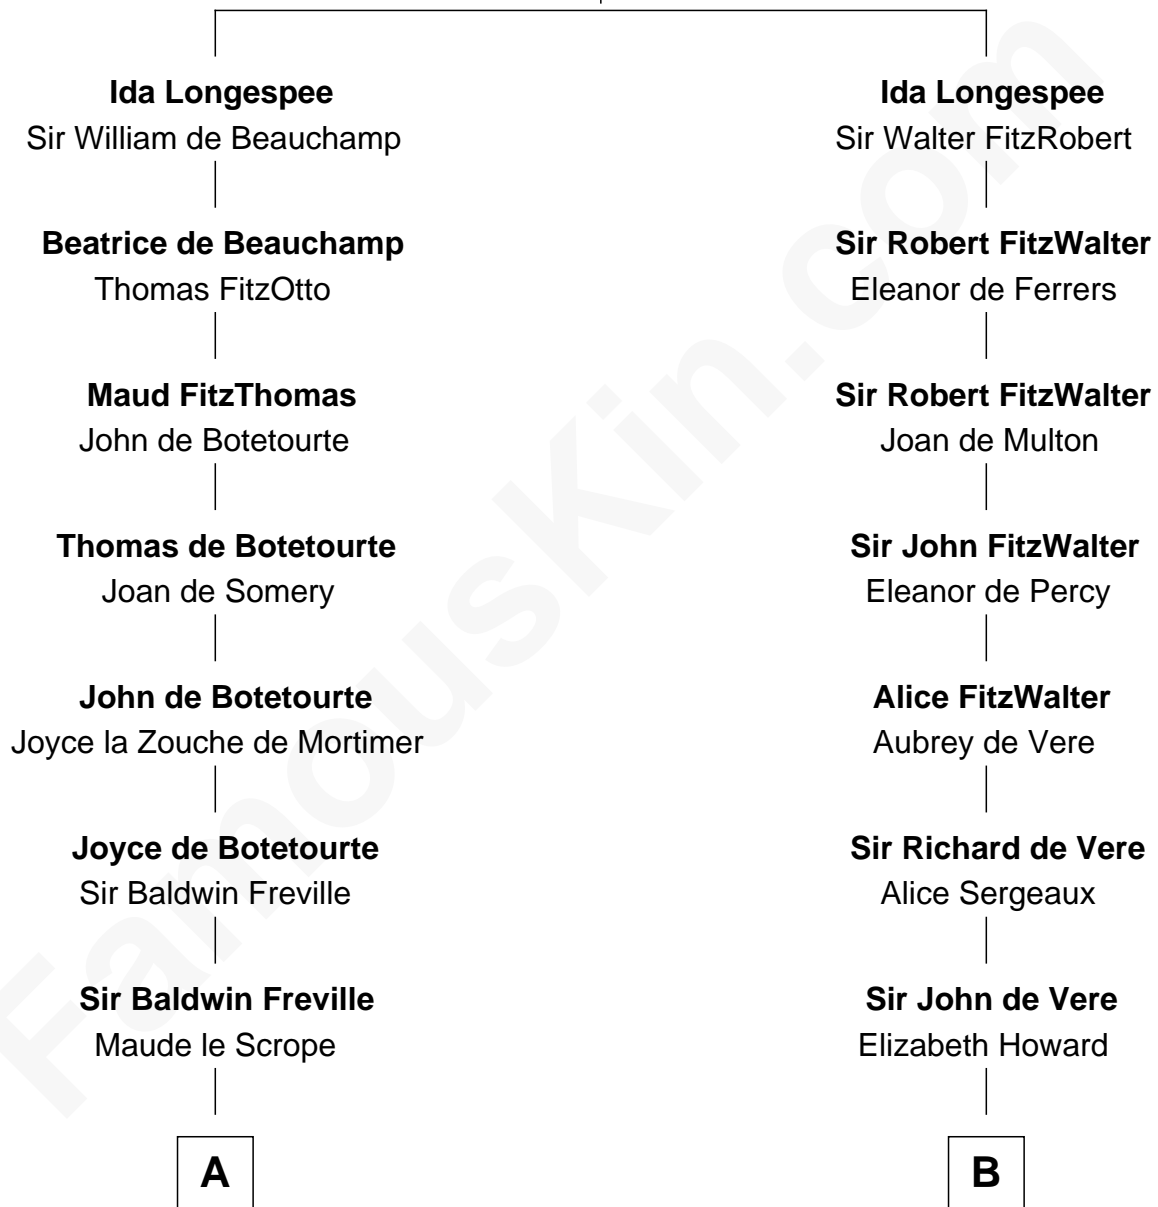 Ida Longespee
Sir William de Beauchamp
Beatrice de Beauchamp
Thomas FitzOtto
Maud FitzThomas
John de Botetourte
Thomas de Botetourte
Joan de Somery
John de Botetourte
Joyce la Zouche de Mortimer
Joyce de Botetourte
Sir Baldwin Freville
Sir Baldwin Freville
Maude le Scrope
A
Ida Longespee
Sir Walter FitzRobert
Sir Robert FitzWalter
Eleanor de Ferrers
Sir Robert FitzWalter
Joan de Multon
Sir John FitzWalter
Eleanor de Percy
Alice FitzWalter
Aubrey de Vere
Sir Richard de Vere
Alice Sergeaux
Sir John de Vere
Elizabeth Howard
B
FamousKin.com